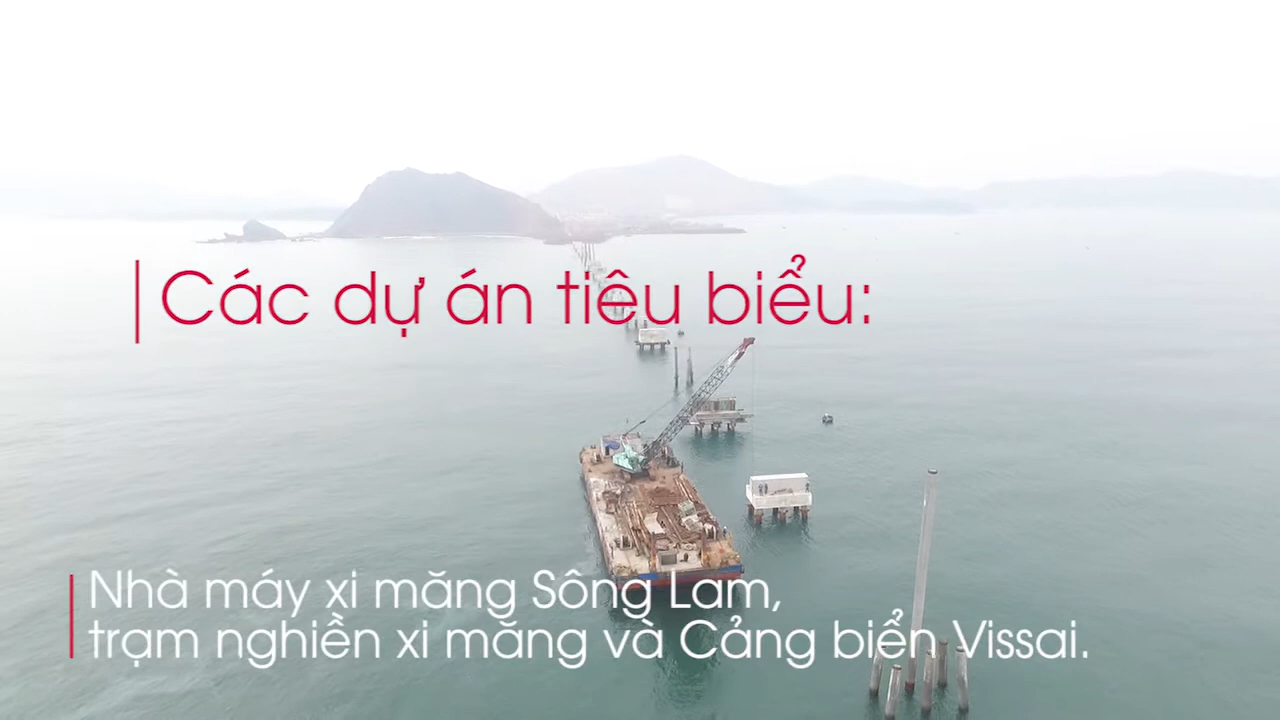 Các dự án tiêu biểu:
Nhà máy xi măng Sông Lam,
trạm nghiền xi măng và Cảng biển Vissai.